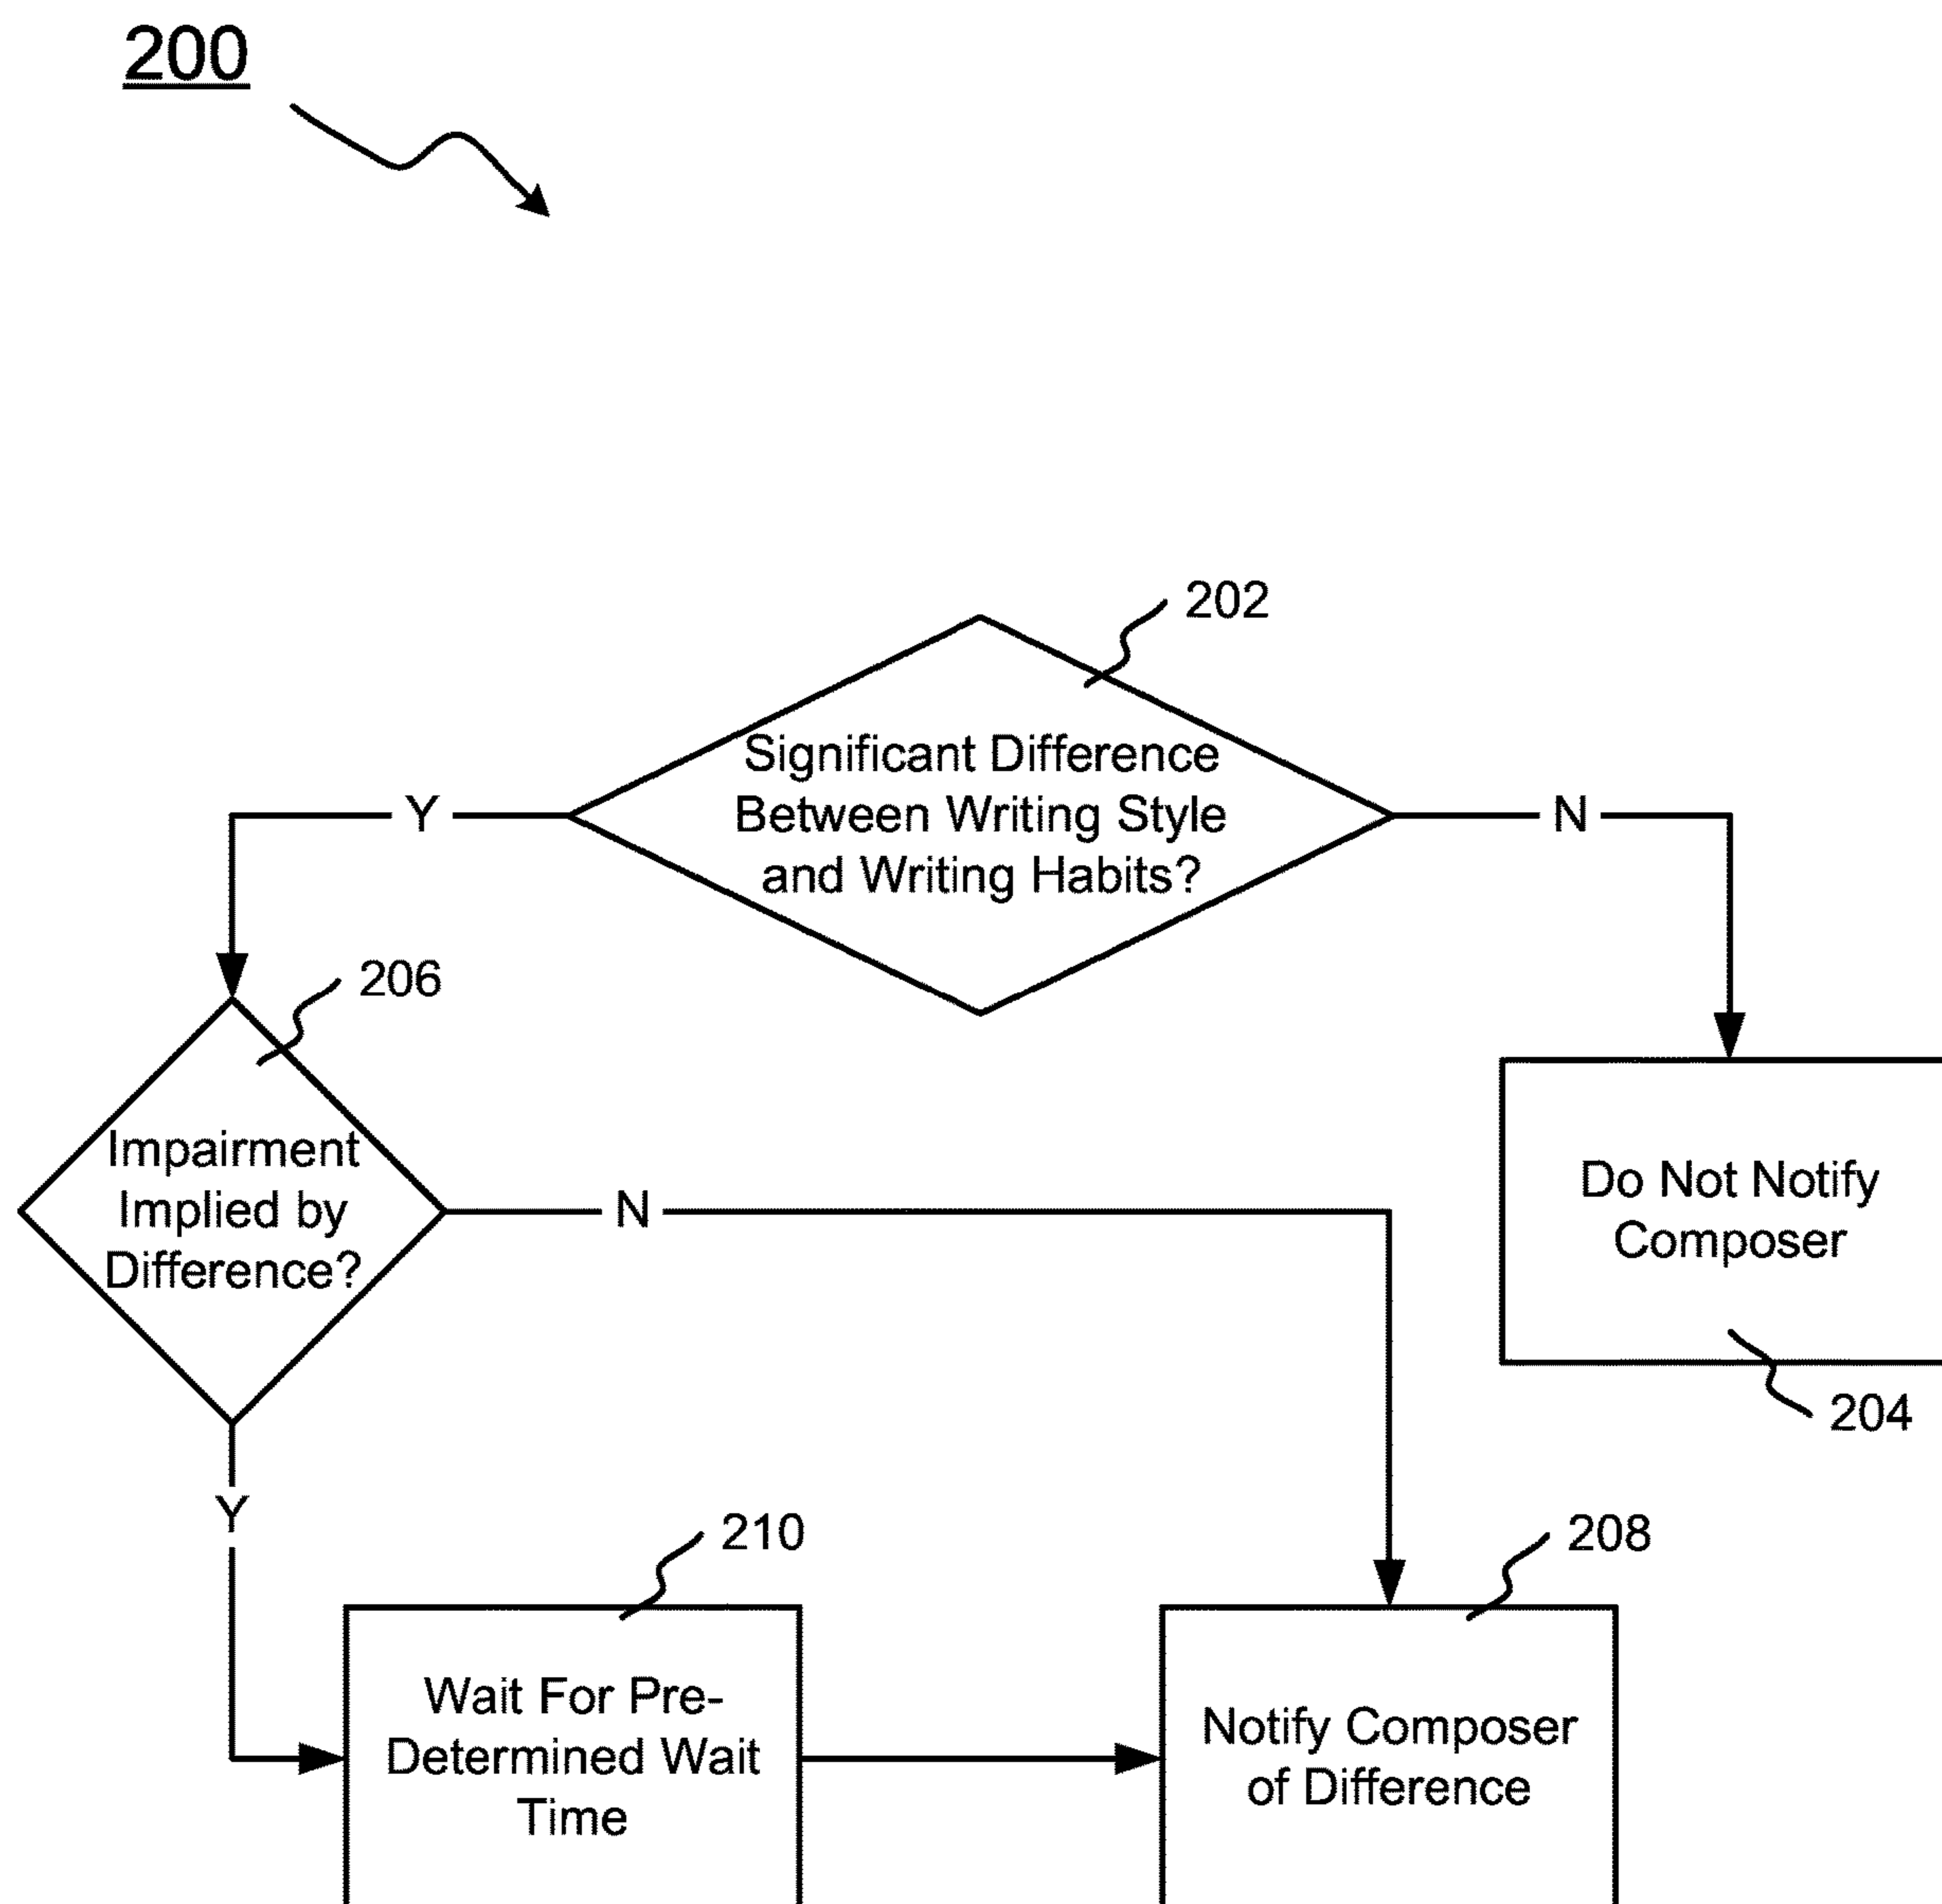 200
202
Significant Difference
Between Writing Style
and Writing Habits?
Y
N
206
Impairment
Implied by
Difference?
N
Do Not Notify
Composer
204
Y
210
208
Wait For Pre-
Determined Wait
Time
Notify Composer
of Difference